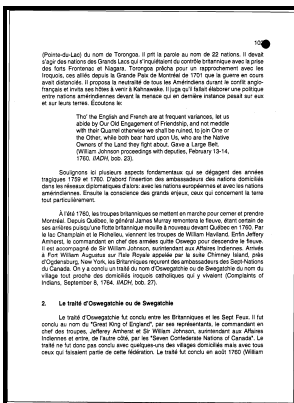 102
(Pointe-du-Lac) du nom de Torongoa. Il prit la parole au nom de 22 nations. Il devait
s'agir des nations des Grands Lacs qui s'inquiétaient du contrôle britannique avec la prise
des forts Frontenac et Niagara. Torongoa prêcha pour un rapprochement avec les
Iroquois, ces alliés depuis la Grande Paix de Montréal de 1701 que la guerre en cours
avait distanciés. Il proposa la neutralité de tous les Amérindiens durant le conflit anglo-
français et invita ses hôtes à venir à Kahnawake. Il jugea qu'il fallait élaborer une politique
entre nations amérindiennes devant la menace qui en dernière instance pesait sur eux
et sur leurs terres. Écoutons le:
Tho' the English and French are at frequent variances, let us
abide by Our Old Engagement of Friendship, and not meddle
with their Quarrel otherwise we shall be ruined, to join One or
the Other, while both bear hard upon Us, who are the Native
Owners of the Land they fight about. Gave a Large Belt.
(William Johnson proceedings with deputies, February 13-14,
1760. IIADH, bob. 23).
Soulignons ici plusieurs aspects fondamentaux qui se dégagent des années
tragiques 1759 et 1760. D'abord l'insertion des ambassadeurs des nations domiciliés
dans les réseaux diplomatiques d'alors: avec les nations européennes et avec les nations
amérindiennes. Ensuite la conscience des grands enjeux, ceux qui concernent la terre
tout particulièrement.
À l'été 1760, les troupes britanniques se mettent en marche pour cerner et prendre
Montréal. Depuis Québec, le général James Murray remontera le fleuve, étant certain de
ses arrières puisqu'une flotte britannique mouille à nouveau devant Québec en 1760. Par
le lac Champlain et le Richelieu, viennent les troupes de Haviland. Enfin Jeffery
Amherst, le commandant en chef des armées quitte Oswego pour descendre le fleuve.
Il est accompagné de Sir William Johnson, surintendant aux Affaires Indiennes. Arrivés
à Fort William Augustus sur l'Isle Royale appelée par la suite Chimney Island, près
d'Ogdensburg, New York, les Britanniques reçurent des ambassadeurs des Sept-Nations
du Canada. On y a conclu un traité dit d'Oswegatchie ou de Swegatchie du nom du
village tout proche des domiciliés iroquois catholiques qui y vivaient (Complaints of
Indians, September 8, 1764. IIADH, bob. 27).
2. Le traité d'Oswegatchie ou de Swegatchie
Le traité d'Oswegatchie fut conclu entre les Britanniques et les Sept Feux. Il fut
conclu au nom du "Great King of England", par ses représentants, le commandant en
chef des troupes, Jefferey Amherst et Sir William Johnson, surintendant aux Affaires
Indiennes et entre, de l'autre côté, par les "Seven Confederate Nations of Canada". Le
traité ne fut donc pas conclu avec quelques-uns des villages domiciliés mais avec tous
ceux qui faisaient partie de cette fédération. Le traité fut conclu en août 1760 (William